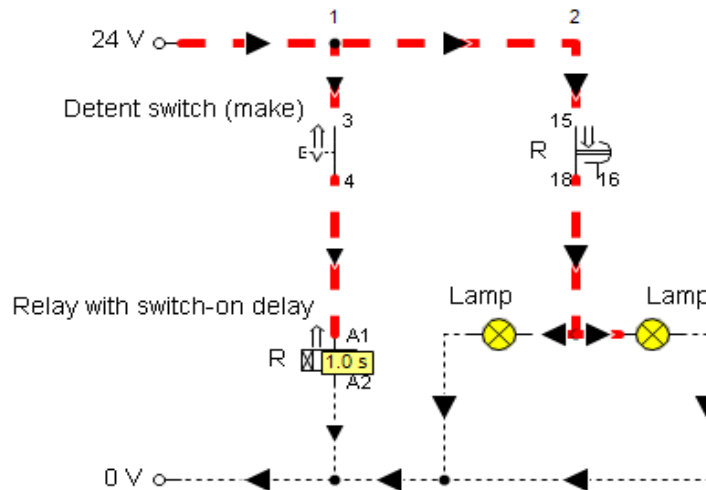 1
2
24 V
Detent switch (make)
3
15
E
R
4
18
16
Relay with switch-on delay
Lamp
Lamp
A1
R
1.0 s
A2
0 V